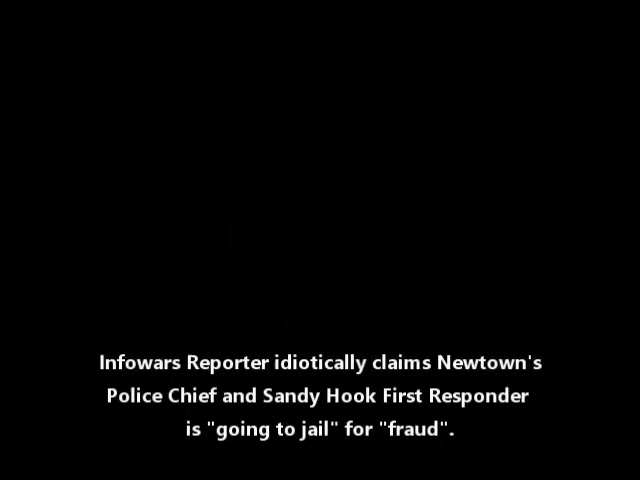 Infowars Reporter idiotically claims Newtown's
Police Chief and Sandy Hook First Responder
is "going to jail" for "fraud".